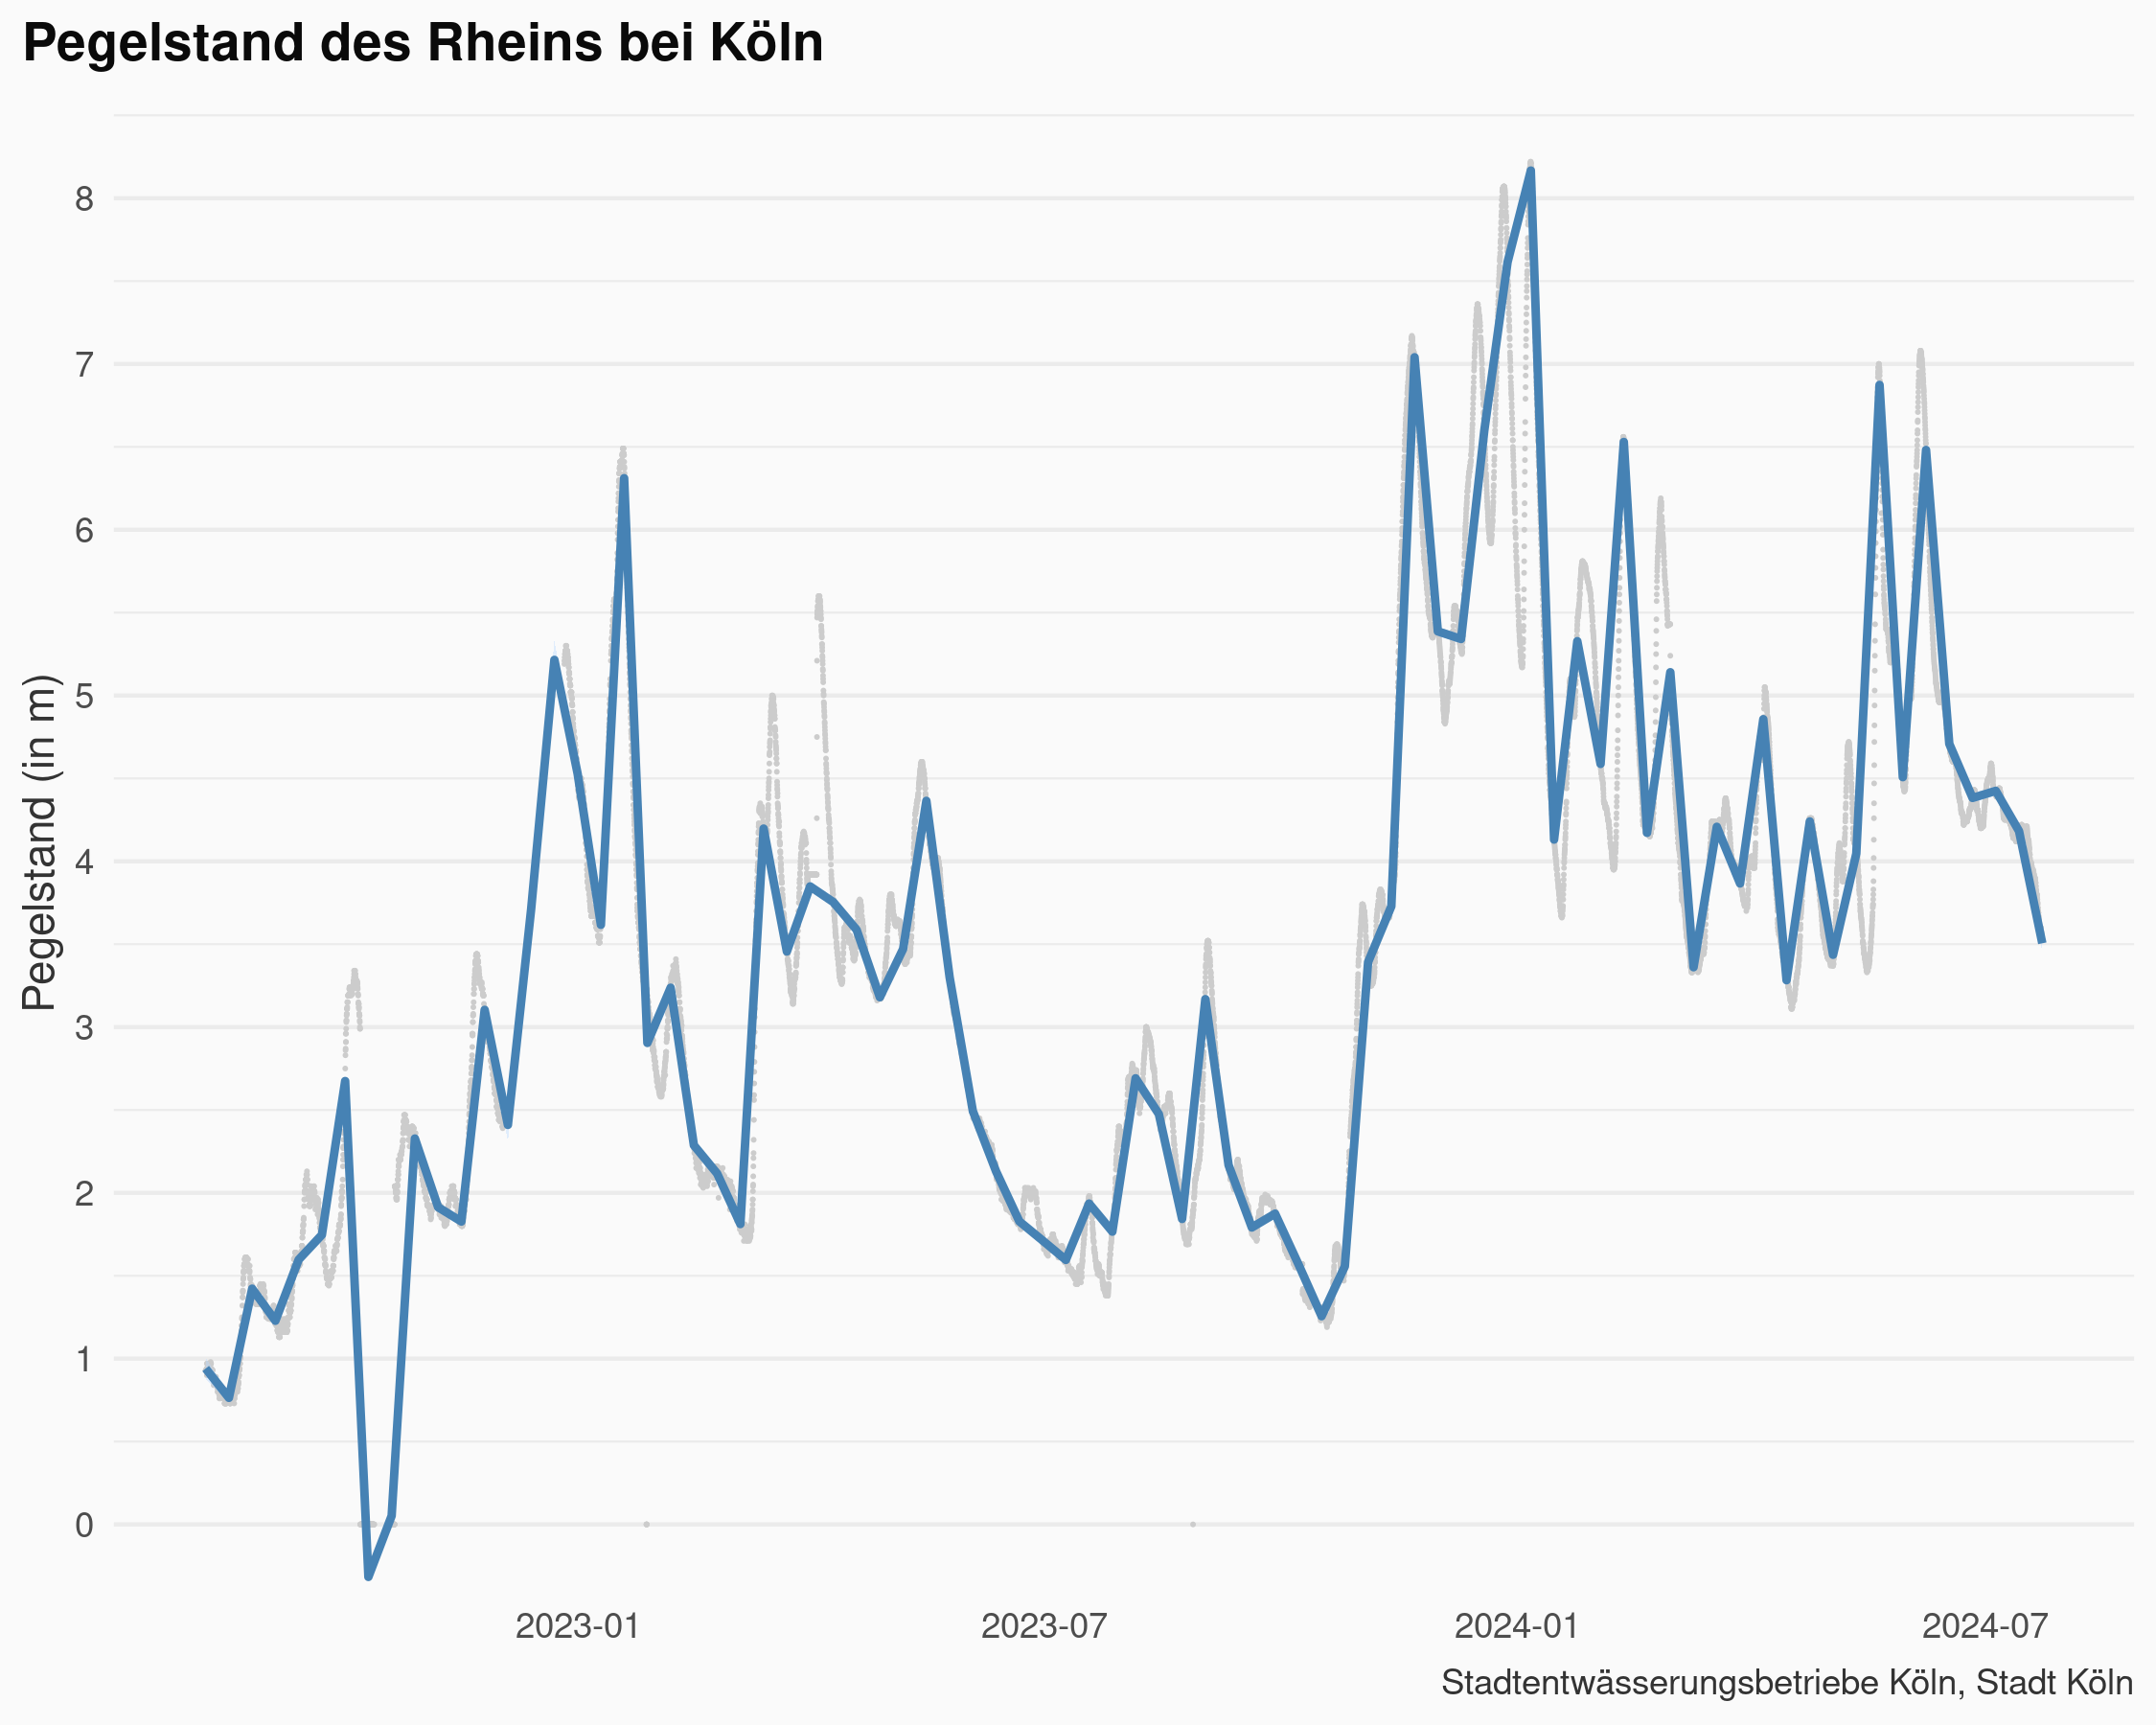 Pegelstand des Rheins bei Köln
Pegelstand (in m)
8
7
6
5
4
3
2
1
0
2023-01 2023-07 2024-01 2024-07
Stadtentwässerungsbetriebe Köln, Stadt Köln